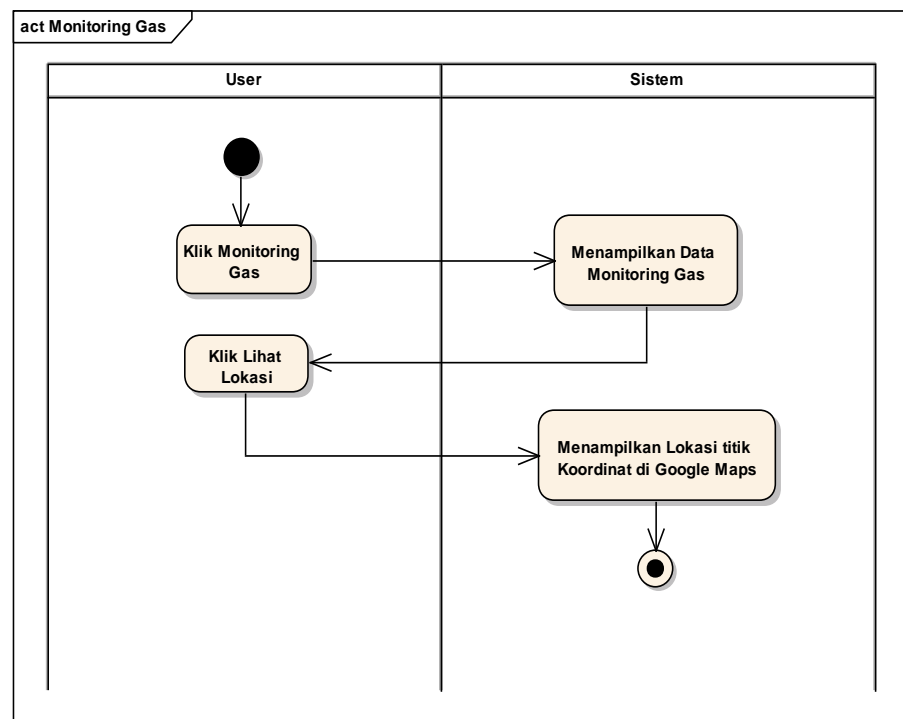 act Monitoring Gas
User
Sistem
Klik Monitoring
Gas
Menampilkan Data
Monitoring Gas
Klik Lihat
Lokasi
Menampilkan Lokasi titik
Koordinat di Google Maps